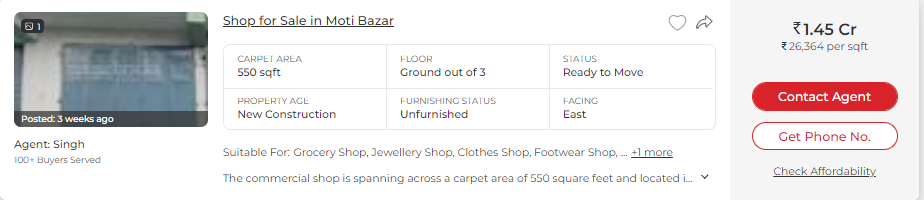 1
Posted: 3 weeks ago
Agent: Singh
100+ Buyers Served
Shop for Sale in Moti Bazar
CARPET AREA
550 sqft
FLOOR
Ground out of 3
STATUS
Ready to Move
PROPERTY AGE
New Construction
FURNISHING STATUS
Unfurnished
FACING
East
Suitable For: Grocery Shop, Jewellery Shop, Clothes Shop, Footwear Shop, ... +1 more
The commercial shop is spanning across a carpet area of 550 square feet and located i...
₹1.45 Cr
₹26,364 per sqft
Contact Agent
Get Phone No.
Check Affordability